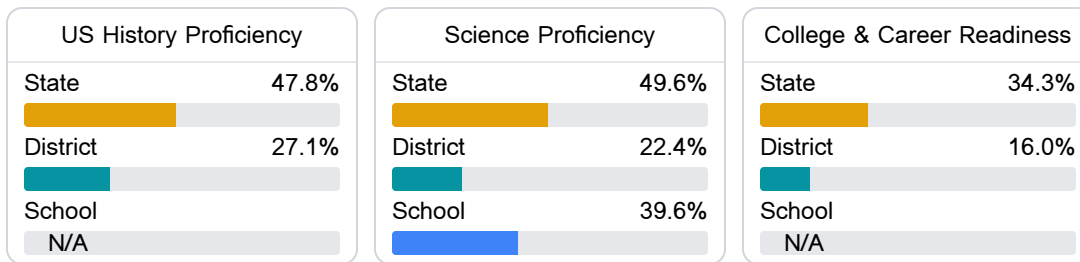 US History Proficiency
State 47.8%
District 27.1%
School
N/A
Science Proficiency
State 49.6%
District 22.4%
School 39.6%
College & Career Readiness
State 34.3%
District 16.0%
School
N/A